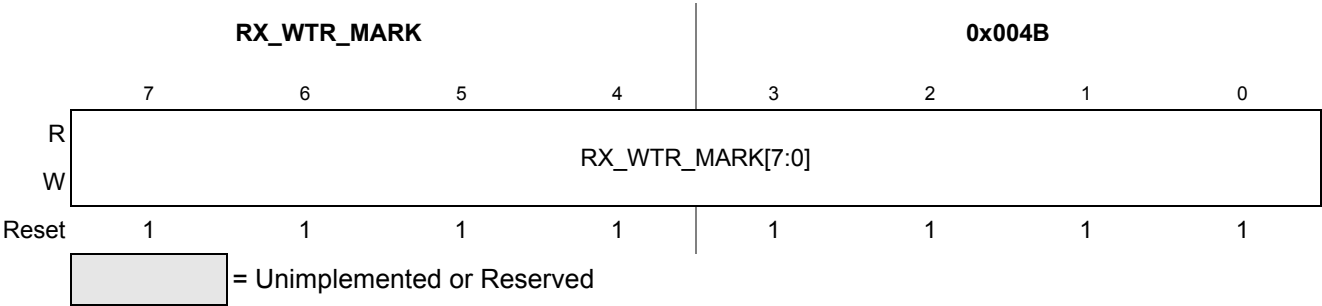 RX_WTR_MARK 0x004B
7 6 5 4 3 2 1 0
R
RX_WTR_MARK[7:0]
W
Reset 1 1 1 1 1 1 1 1
= Unimplemented or Reserved